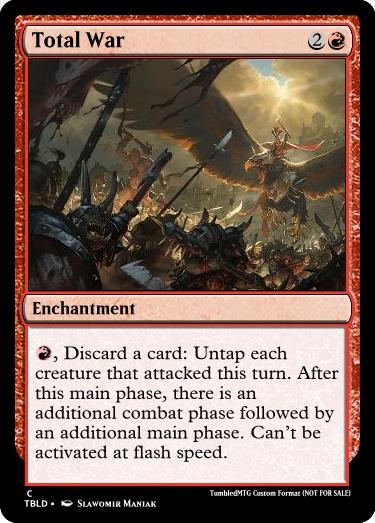 Total War 2
Enchantment
, Discard a card: Untap each
creature that attacked this turn. After
this main phase, there is an
additional combat phase followed by
an additional main phase. Can't be
activated at flash speed.
C
TBLD • Slawomir Maniak
TumbledMTG Custom Format (NOT FOR SALE)